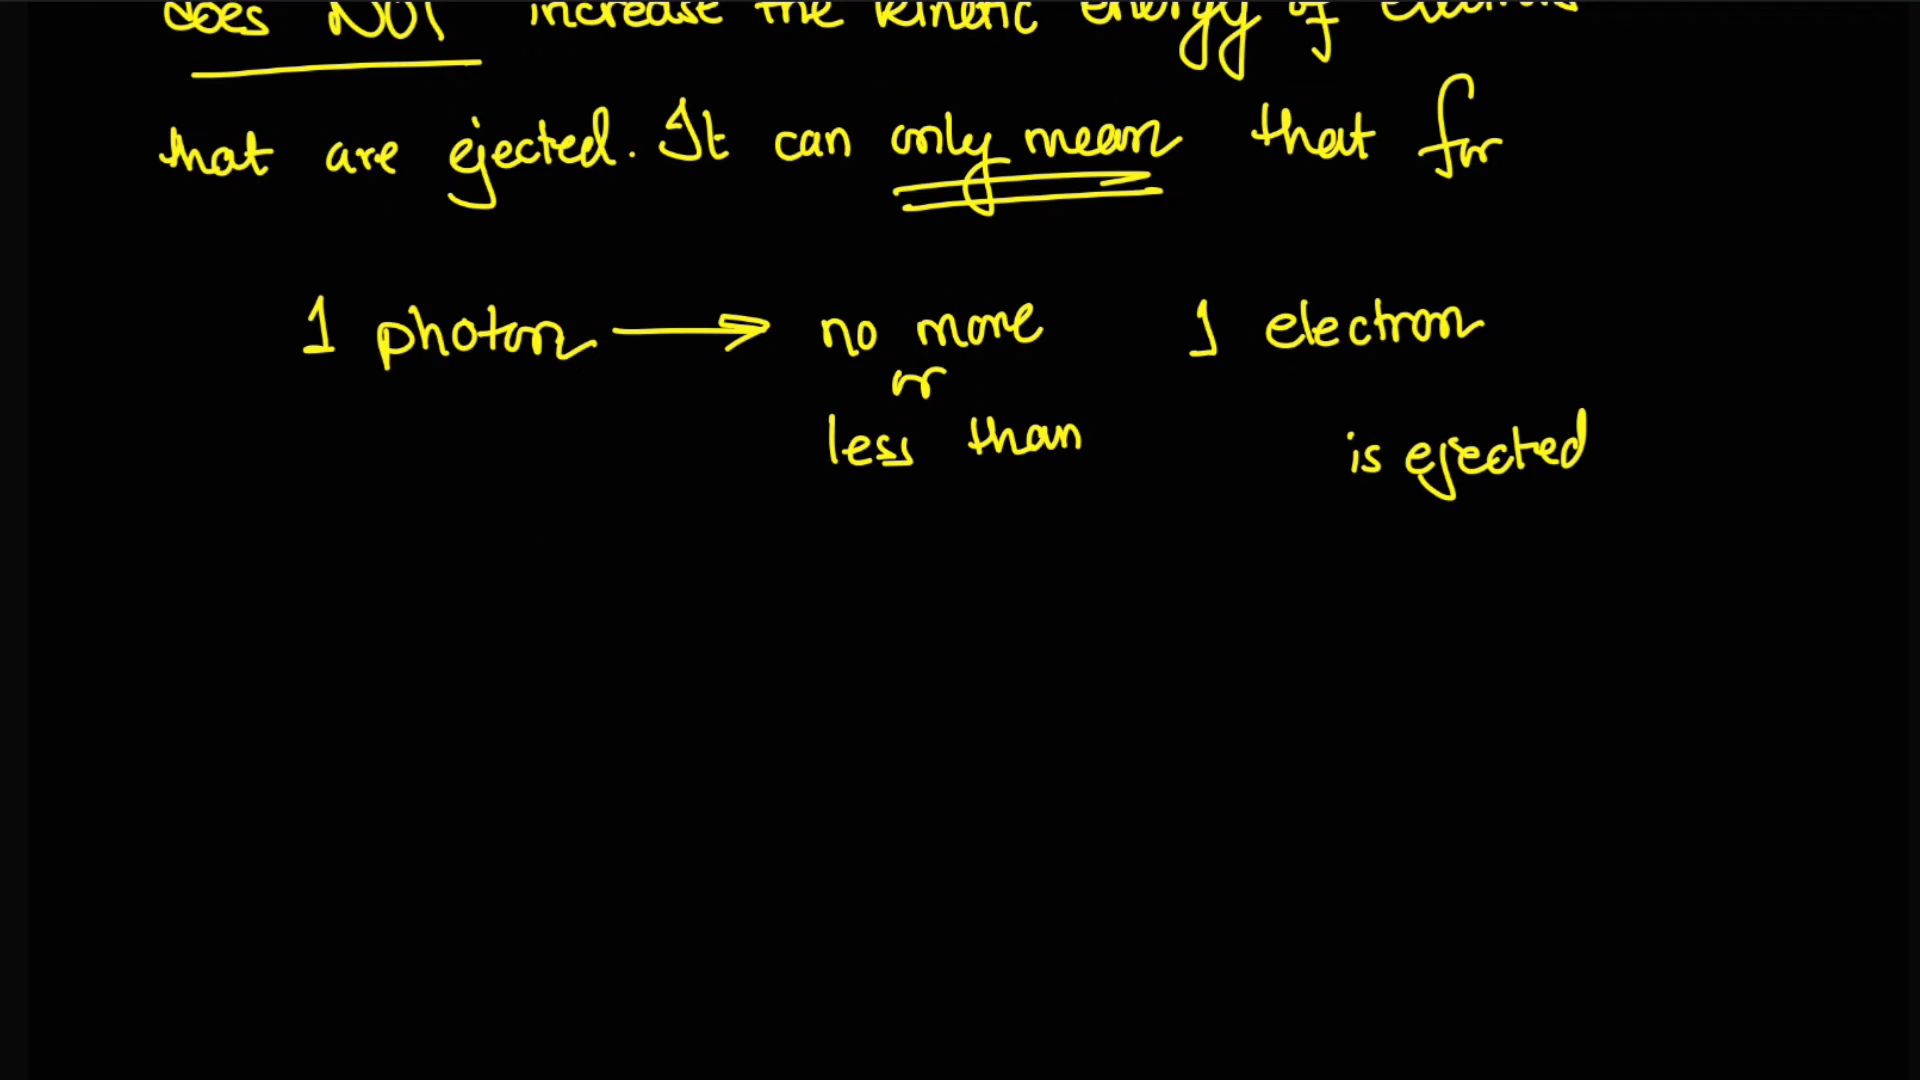 does NOT increase the kinetic energy of
that are ejected. It can only mean that for
1 photon → no more 1 electron
or
less than
is ejected